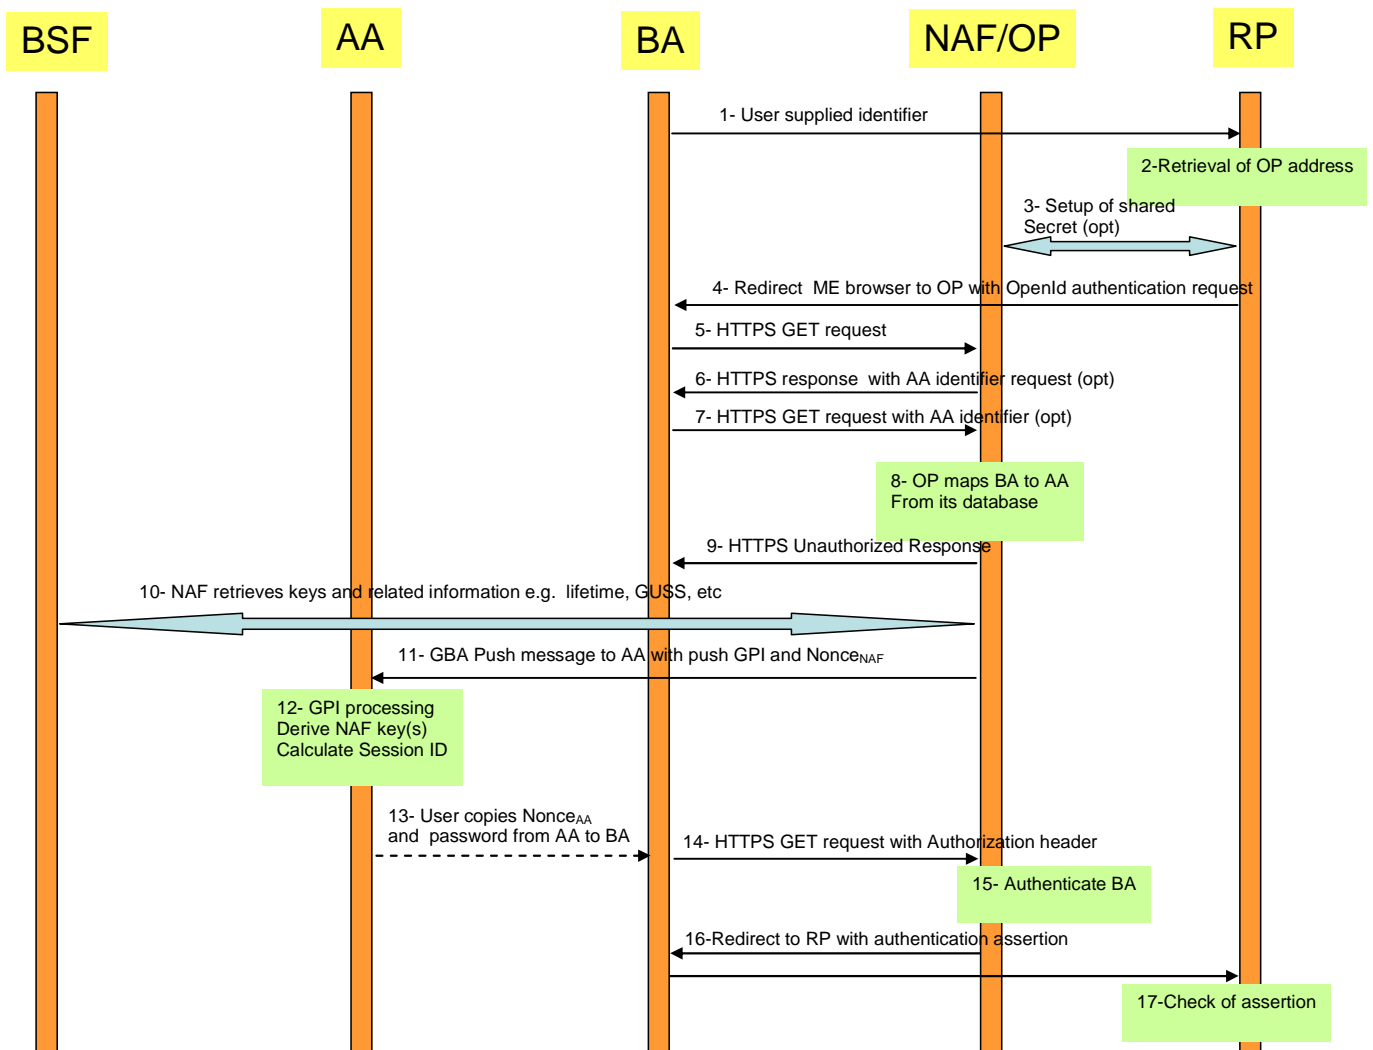 BSF
AA
BA
NAF/OP
RP
1- User supplied identifier
2-Retrieval of OP address
3- Setup of shared
Secret (opt)
4- Redirect ME browser to OP with OpenId authentication request
5- HTTPS GET request
6- HTTPS response with AA identifier request (opt)
7- HTTPS GET request with AA identifier (opt)
8- OP maps BA to AA
From its database
9- HTTPS Unauthorized Response
10- NAF retrieves keys and related information e.g. lifetime, GUSS, etc
11- GBA Push message to AA with push GPI and NonceNAF
12- GPI processing
Derive NAF key(s)
Calculate Session ID
13- User copies NonceAA
and password from AA to BA
14- HTTPS GET request with Authorization header
15- Authenticate BA
16-Redirect to RP with authentication assertion
17-Check of assertion